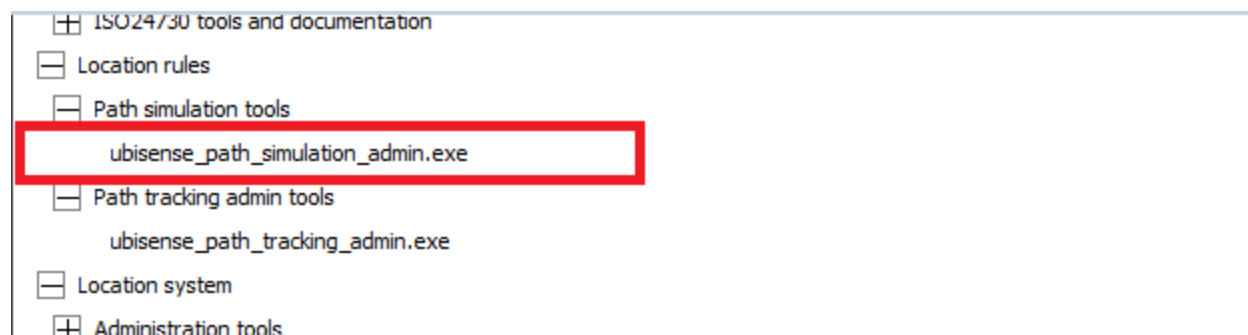 ISO24730 tools and documentation
Location rules
Path simulation tools
ubisense_path_simulation_admin.exe
Path tracking admin tools
ubisense_path_tracking_admin.exe
Location system
Administration tools